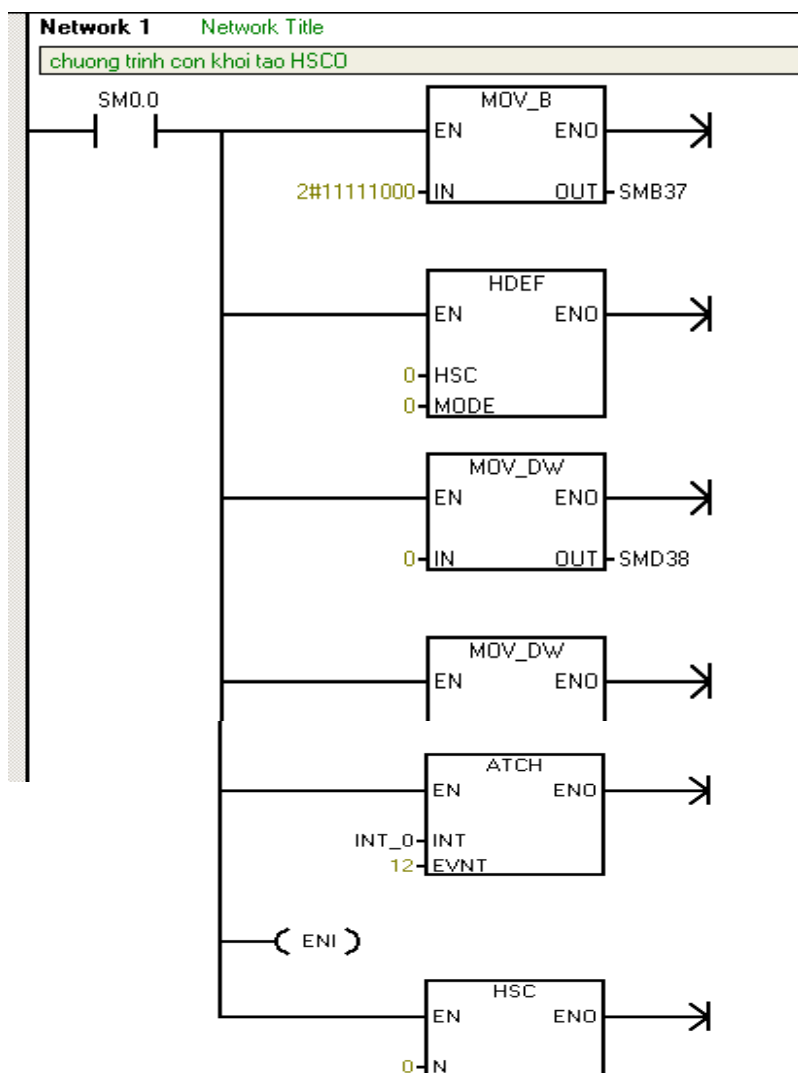 Network 1 Network Title
chuong trinh con khoi tao HSC0
SM0.0
MOV_B
EN ENO
2#11111000 IN OUT SMB37
HDEF
EN ENO
0 HSC
0 MODE
MOV_DW
EN ENO
0 IN OUT SMD38
MOV_DW
EN ENO
ATCH
EN ENO
INT_0 INT
12 EVNT
( ENI )
HSC
EN ENO
0 N